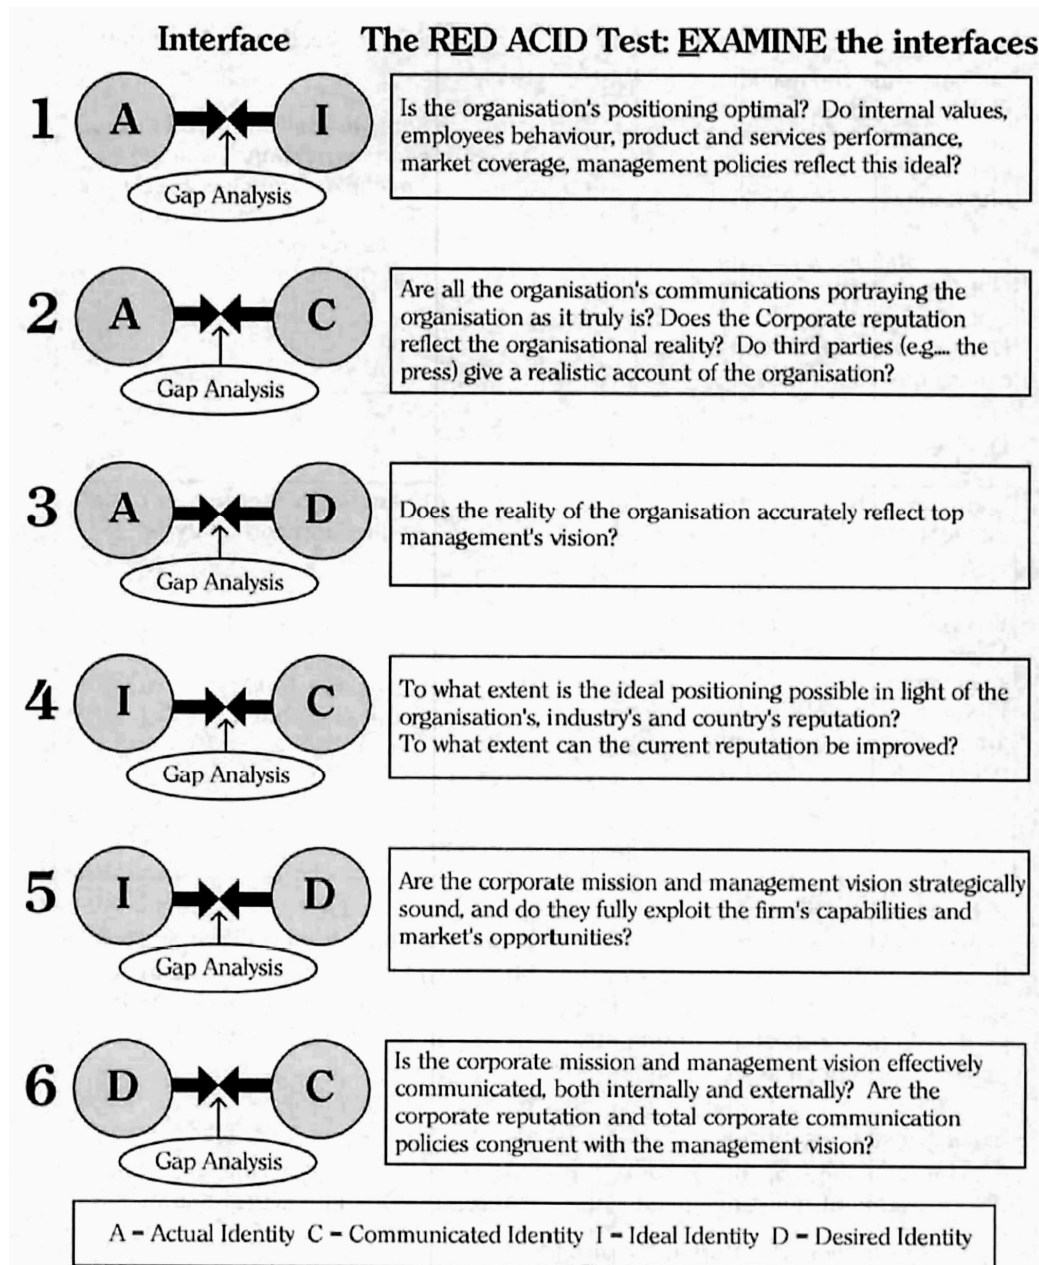 Interface
The RED ACID Test: EXAMINE the interfaces
1
A
I
Gap Analysis
Is the organisation's positioning optimal? Do internal values,
employees behaviour, product and services performance,
market coverage, management policies reflect this ideal?
2
A
C
Gap Analysis
Are all the organisation's communications portraying the
organisation as it truly is? Does the Corporate reputation
reflect the organisational reality? Do third parties (e.g... the
press) give a realistic account of the organisation?
3
A
D
Gap Analysis
Does the reality of the organisation accurately reflect top
management's vision?
4
I
C
Gap Analysis
To what extent is the ideal positioning possible in light of the
organisation's, industry's and country's reputation?
To what extent can the current reputation be improved?
5
I
D
Gap Analysis
Are the corporate mission and management vision strategically
sound, and do they fully exploit the firm's capabilities and
market's opportunities?
6
D
C
Gap Analysis
Is the corporate mission and management vision effectively
communicated, both internally and externally? Are the
corporate reputation and total corporate communication
policies congruent with the management vision?
A – Actual Identity C – Communicated Identity I – Ideal Identity D – Desired Identity